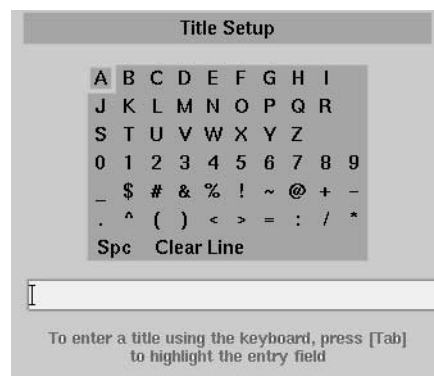 Title Setup
A B C D E F G H I
J K L M N O P Q R
S T U V W X Y Z
0 1 2 3 4 5 6 7 8 9
_ $ # & % ! ~ @ + -
. ^ ( ) < > = : / *
Spc Clear Line
To enter a title using the keyboard, press [Tab]
to highlight the entry field